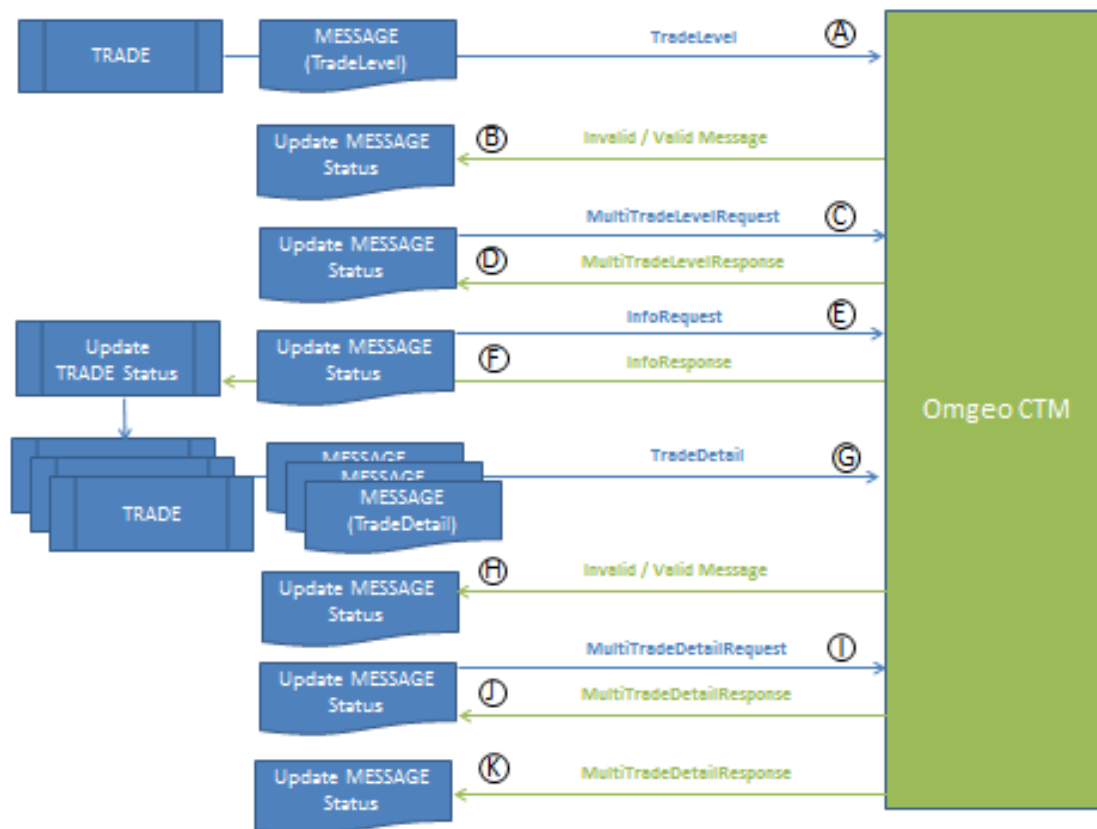 TRADE
MESSAGE
(TradeLevel)
TradeLevel
A
Update MESSAGE
Status
B
Invalid / Valid Message
MultiTradeLevelRequest
C
Update MESSAGE
Status
D
MultiTradeLevelResponse
InfoRequest
E
Update
TRADE Status
Update MESSAGE
Status
F
InfoResponse
Omgeo CTM
MESSAGE
MESSAGE
TRADE
MESSAGE
(TradeDetail)
TradeDetail
G
Update MESSAGE
Status
H
Invalid / Valid Message
MultiTradeDetailRequest
I
Update MESSAGE
Status
J
MultiTradeDetailResponse
Update MESSAGE
Status
K
MultiTradeDetailResponse